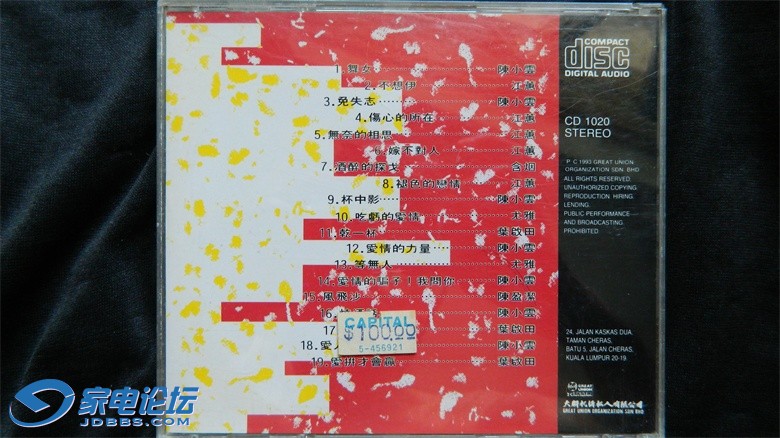 1. 舞女 陳小雲
2. 不想伊 江蕙
3. 免失志 陳小雲
4. 傷心的所在 江蕙
5. 無奈的相思 江蕙
6. 嫁不對人 江蕙
7. 酒醉的探戈
8. 褪色的戀情 江蕙
9. 杯中影 陳小雲
10. 吃虧的愛情 尤雅
11. 乾一杯 葉啟田
12. 愛情的力量 陳小雲
13. 等無人 尤雅
14. 愛情的騙子!我問你 陳小雲
15. 風飛沙 陳盈潔
16. 陳小雲
17 葉啟田
18. 愛人 陳小雲
19. 愛拼才會贏 葉啟田
CAPITAL
$100.00
5-456921
COMPACT
disc
DIGITAL AUDIO
CD 1020
STEREO
P C 1993 GREAT UNION
ORGANIZATION SDN. BHD
ALL RIGHTS RESERVED.
UNAUTHORIZED COPYING
REPRODUCTION HIRING
LENDING.
PUBLIC PERFORMANCE
AND BROADCASTING
PROHIBITED
24, JALAN KASKAS DUA,
TAMAN CHERAS,
BATU 5, JALAN CHERAS,
KUALA LUMPUR 20-19.
GREAT UNION ORGANIZATION SDN BHD
家电论坛
JDBBS.COM